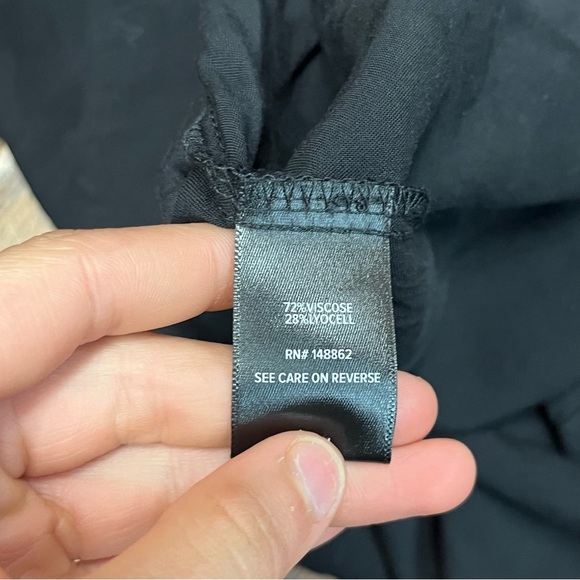 72%VISCOSE
28%LYOCELL
RN# 148862
SEE CARE ON REVERSE